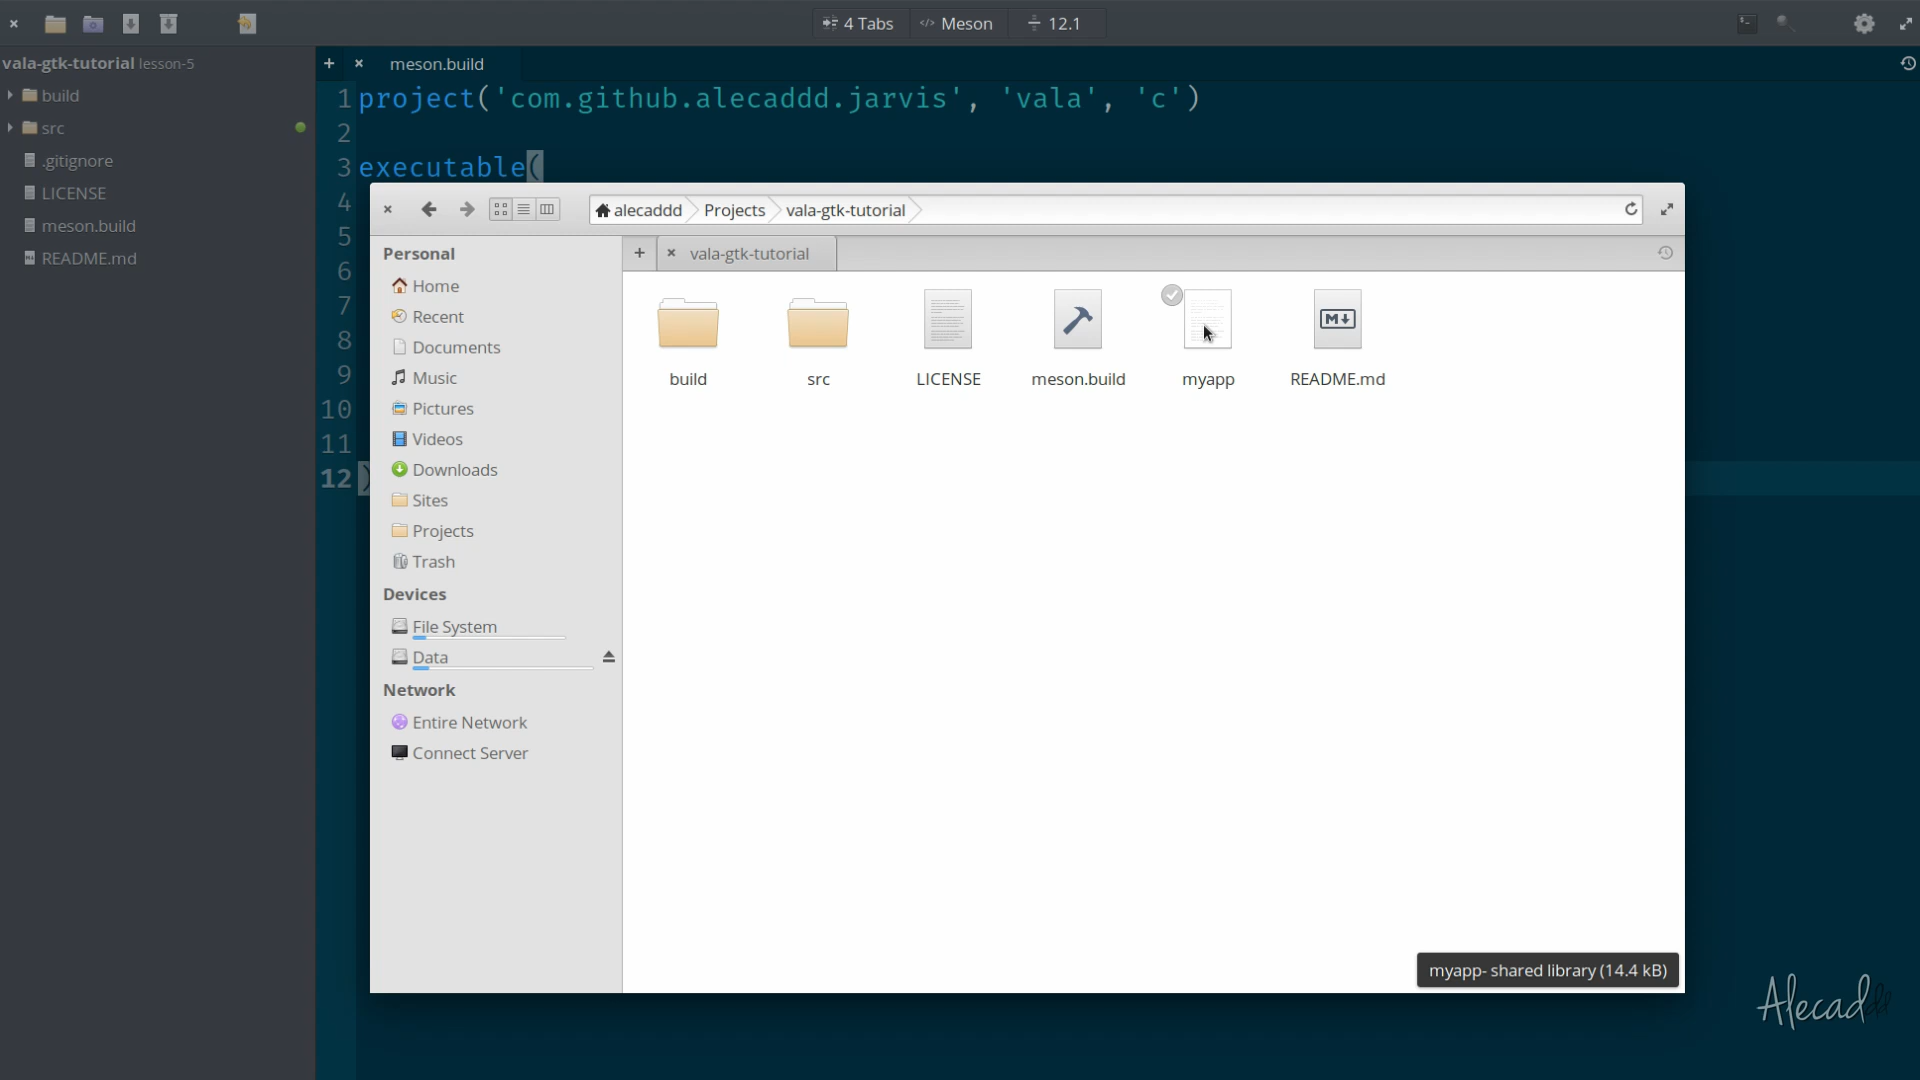 4 Tabs
Meson
12.1
vala-gtk-tutorial lesson-5
build
src
.gitignore
LICENSE
meson.build
README.md
meson.build
1 project('com.github.alecaddd.jarvis', 'vala', 'c')
2
3 executable(
4
5
6
7
8
9
10
11
12 )
alecaddd
Projects
vala-gtk-tutorial
vala-gtk-tutorial
Personal
Home
Recent
Documents
Music
Pictures
Videos
Downloads
Sites
Projects
Trash
Devices
File System
Data
Network
Entire Network
Connect Server
build
src
LICENSE
meson.build
myapp
M
README.md
myapp- shared library (14.4 kB)
Alecaddd